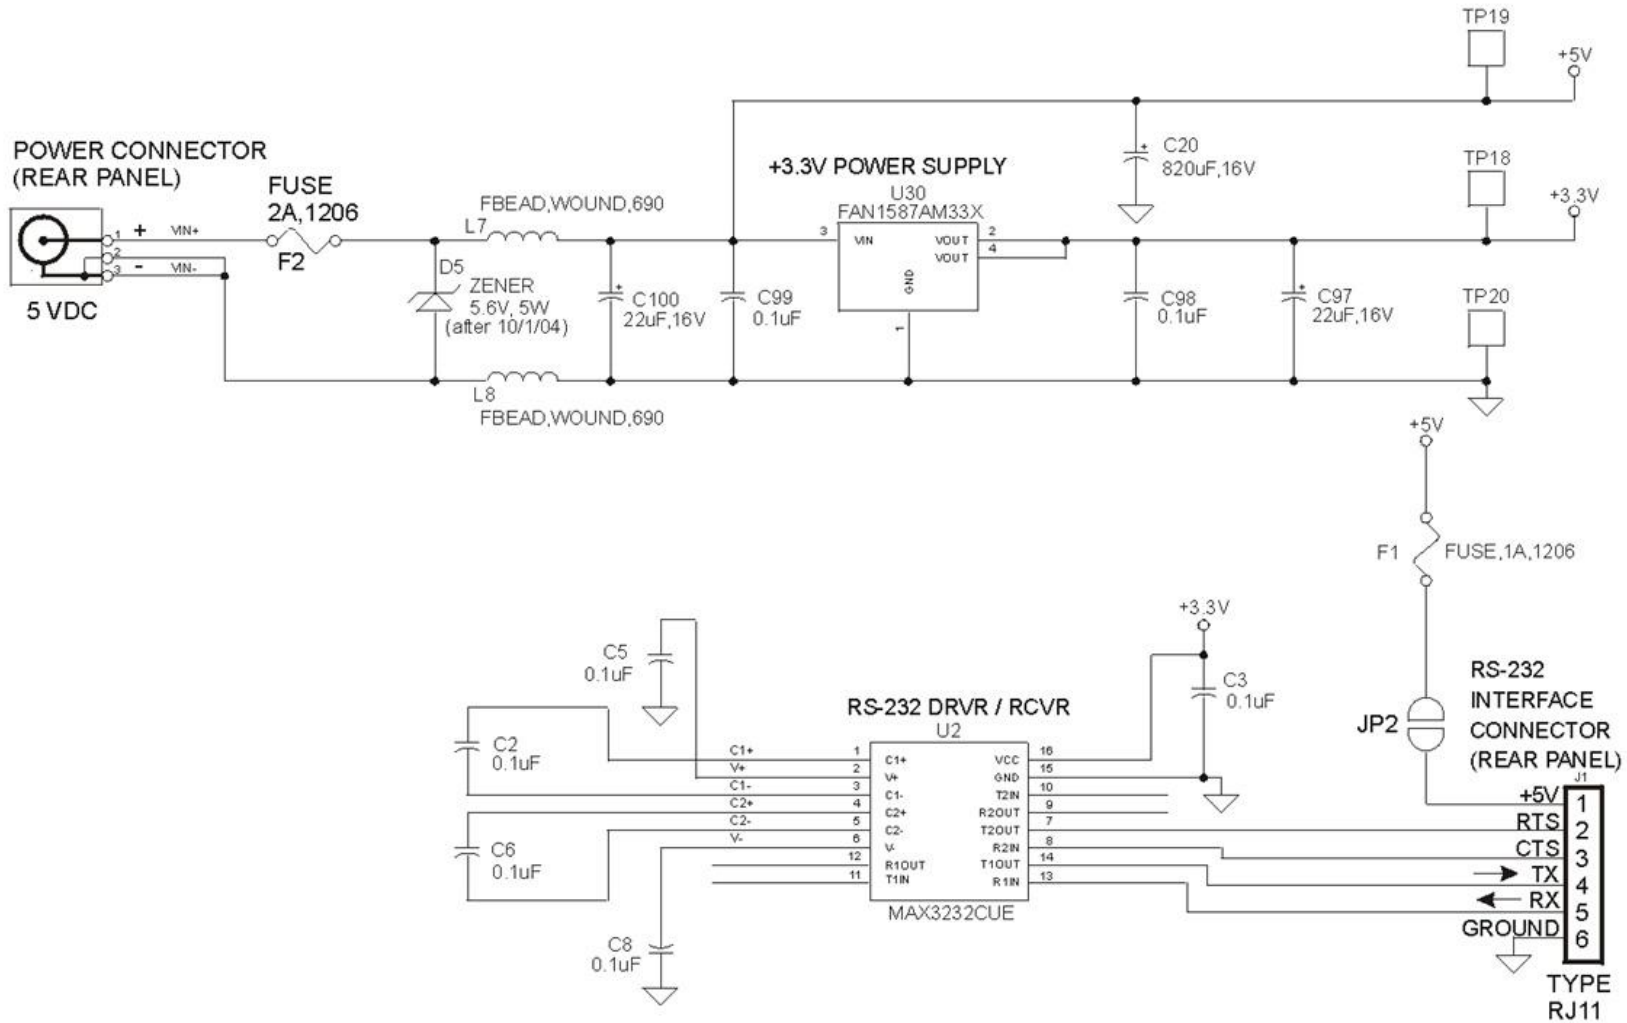 TP19
+5V
POWER CONNECTOR
(REAR PANEL)
FUSE
2A,1206
F2
1
2
3
+
-
VIN+
VIN-
5 VDC
FBEAD,WOUND,690
L7
D5
ZENER
5.6V, 5W
(after 10/1/04)
C100
22uF,16V
C99
0.1uF
L8
FBEAD,WOUND,690
+3.3V POWER SUPPLY
U30
FAN1587AM33X
3
VIN
VOUT
2
VOUT
4
GND
1
+
C20
820uF,16V
TP18
+3.3V
C98
0.1uF
+
C97
22uF,16V
TP20
+5V
F1
FUSE,1A,1206
JP2
+3.3V
C3
0.1uF
C5
0.1uF
C2
0.1uF
C6
0.1uF
C8
0.1uF
RS-232 DRVR / RCVR
U2
C1+ 1 C1+
V+ 2 V+
C1- 3 C1-
C2+ 4 C2+
C2- 5 C2-
V- 6 V-
12 R1OUT
11 T1IN
VCC 16
GND 15
T2IN 10
R2OUT 9
T2OUT 7
R2IN 8
T1OUT 14
R1IN 13
MAX3232CUE
RS-232
INTERFACE
CONNECTOR
(REAR PANEL)
J1
+5V 1
RTS 2
CTS 3
TX 4
RX 5
GROUND 6
TYPE
RJ11